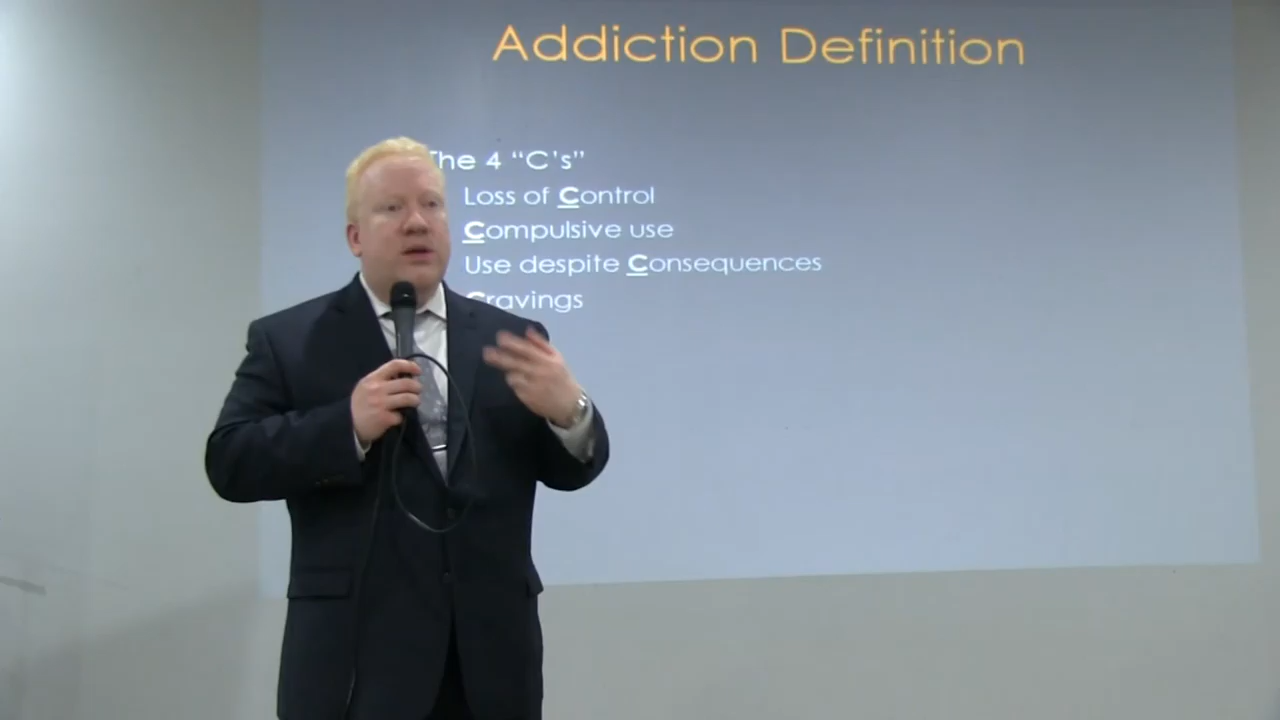 Addiction Definition
The 4 “C’s”
Loss of Control
Compulsive use
Use despite Consequences
Cravings